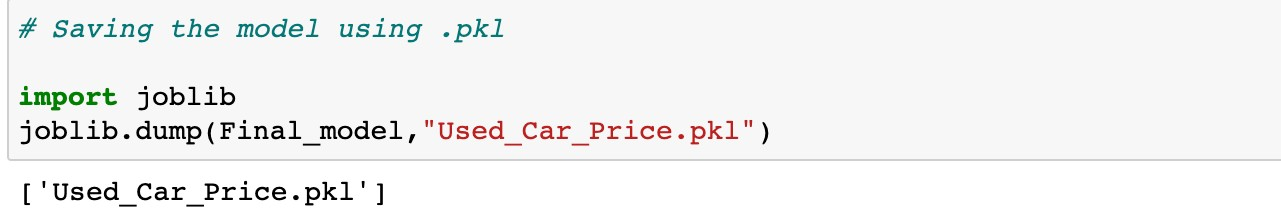 # Saving the model using .pkl
import joblib
joblib.dump(Final_model,"Used_Car_Price.pkl")
['Used_Car_Price.pkl']